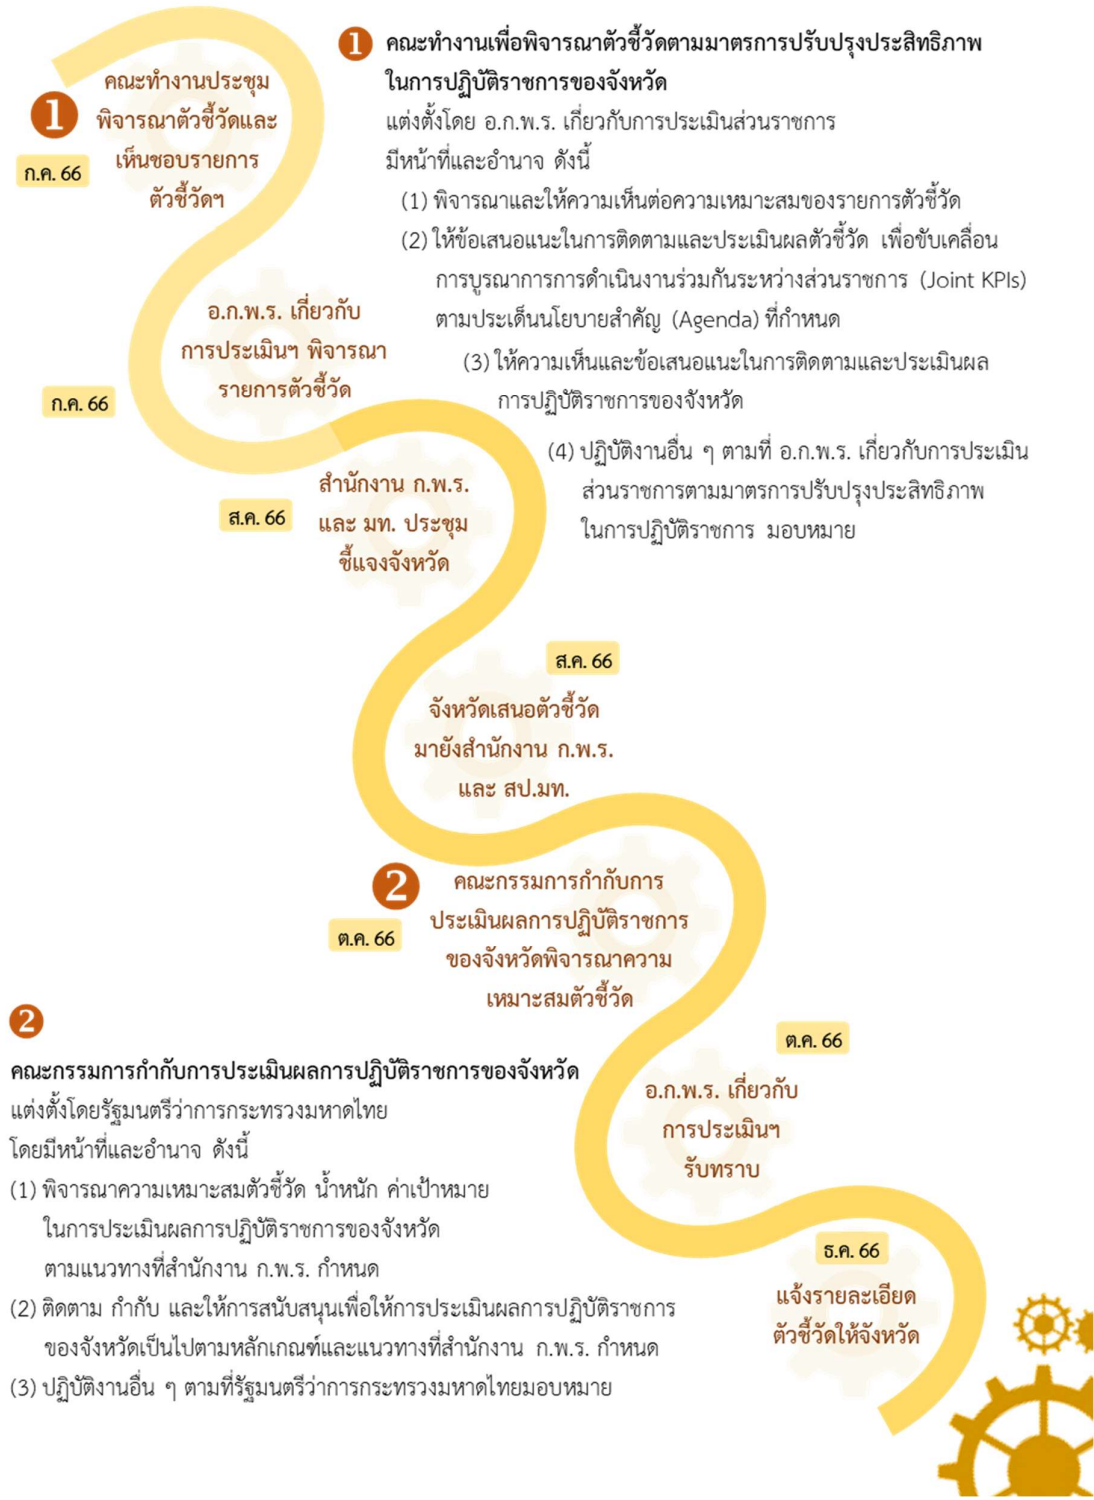 ❶
คณะทำงานประชุม
พิจารณาตัวชี้วัดและ
เห็นชอบรายการ
ตัวชี้วัดฯ
ก.ค. 66
❶ คณะทำงานเพื่อพิจารณาตัวชี้วัดตามมาตรการปรับปรุงประสิทธิภาพ
ในการปฏิบัติราชการของจังหวัด
แต่งตั้งโดย อ.ก.พ.ร. เกี่ยวกับการประเมินส่วนราชการ
มีหน้าที่และอำนาจ ดังนี้
(1) พิจารณาและให้ความเห็นต่อความเหมาะสมของรายการตัวชี้วัด
(2) ให้ข้อเสนอแนะในการติดตามและประเมินผลตัวชี้วัด เพื่อขับเคลื่อน
การบูรณาการการดำเนินงานร่วมกันระหว่างส่วนราชการ (Joint KPIs)
ตามประเด็นนโยบายสำคัญ (Agenda) ที่กำหนด
(3) ให้ความเห็นและข้อเสนอแนะในการติดตามและประเมินผล
การปฏิบัติราชการของจังหวัด
(4) ปฏิบัติงานอื่น ๆ ตามที่ อ.ก.พ.ร. เกี่ยวกับการประเมิน
ส่วนราชการตามมาตรการปรับปรุงประสิทธิภาพ
ในการปฏิบัติราชการ มอบหมาย
อ.ก.พ.ร. เกี่ยวกับ
การประเมินฯ พิจารณา
รายการตัวชี้วัด
ก.ค. 66
สำนักงาน ก.พ.ร.
และ มท. ประชุม
ชี้แจงจังหวัด
ส.ค. 66
ส.ค. 66
จังหวัดเสนอตัวชี้วัด
มายังสำนักงาน ก.พ.ร.
และ สป.มท.
❷
คณะกรรมการกำกับการ
ประเมินผลการปฏิบัติราชการ
ของจังหวัดพิจารณาความ
เหมาะสมตัวชี้วัด
ต.ค. 66
ต.ค. 66
อ.ก.พ.ร. เกี่ยวกับ
การประเมินฯ
รับทราบ
ธ.ค. 66
แจ้งรายละเอียด
ตัวชี้วัดให้จังหวัด
❷
คณะกรรมการกำกับการประเมินผลการปฏิบัติราชการของจังหวัด
แต่งตั้งโดยรัฐมนตรีว่าการกระทรวงมหาดไทย
โดยมีหน้าที่และอำนาจ ดังนี้
(1) พิจารณาความเหมาะสมตัวชี้วัด น้ำหนัก ค่าเป้าหมาย
ในการประเมินผลการปฏิบัติราชการของจังหวัด
ตามแนวทางที่สำนักงาน ก.พ.ร. กำหนด
(2) ติดตาม กำกับ และให้การสนับสนุนเพื่อให้การประเมินผลการปฏิบัติราชการ
ของจังหวัดเป็นไปตามหลักเกณฑ์และแนวทางที่สำนักงาน ก.พ.ร. กำหนด
(3) ปฏิบัติงานอื่น ๆ ตามที่รัฐมนตรีว่าการกระทรวงมหาดไทยมอบหมาย